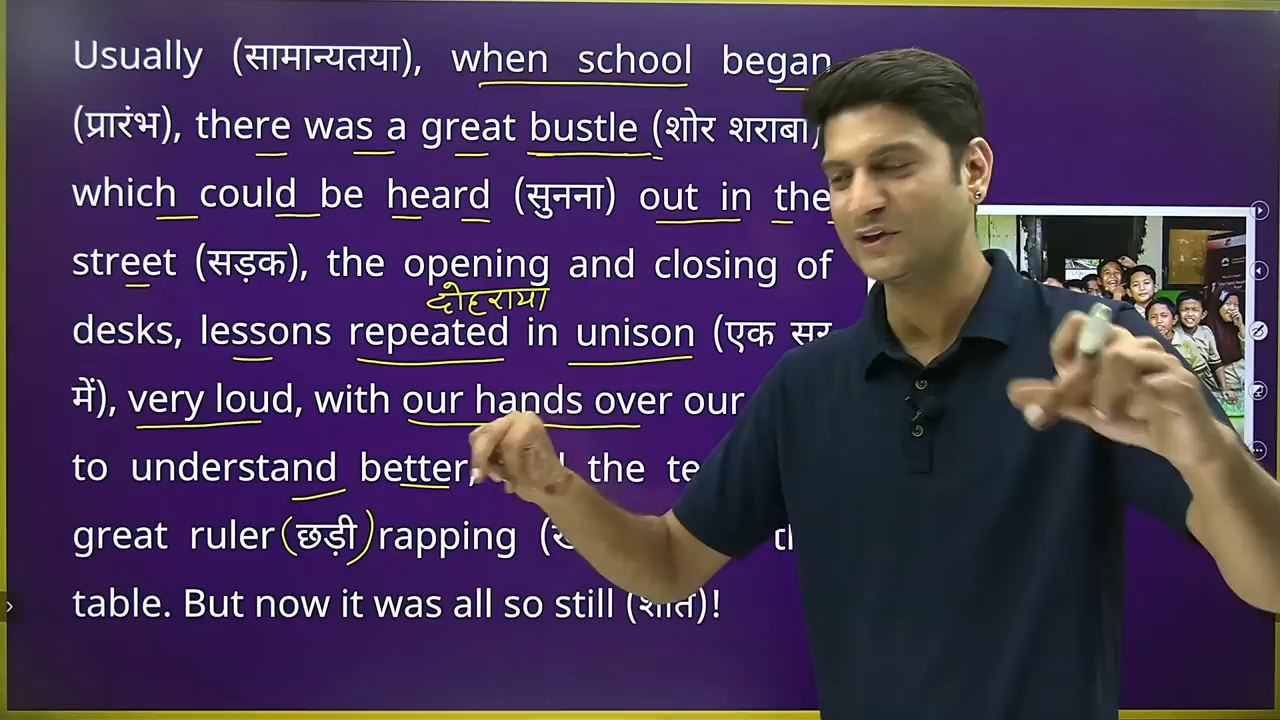 Usually (सामान्यतया), when school began
(प्रारंभ), there was a great bustle (शोर शराबा)
which could be heard (सुनना) out in the
street (सड़क), the opening and closing of
दोहराया
desks, lessons repeated in unison (एक सर
में), very loud, with our hands over our
to understand better, the
great ruler (छड़ी) rapping
table. But now it was all so still (शांत)!